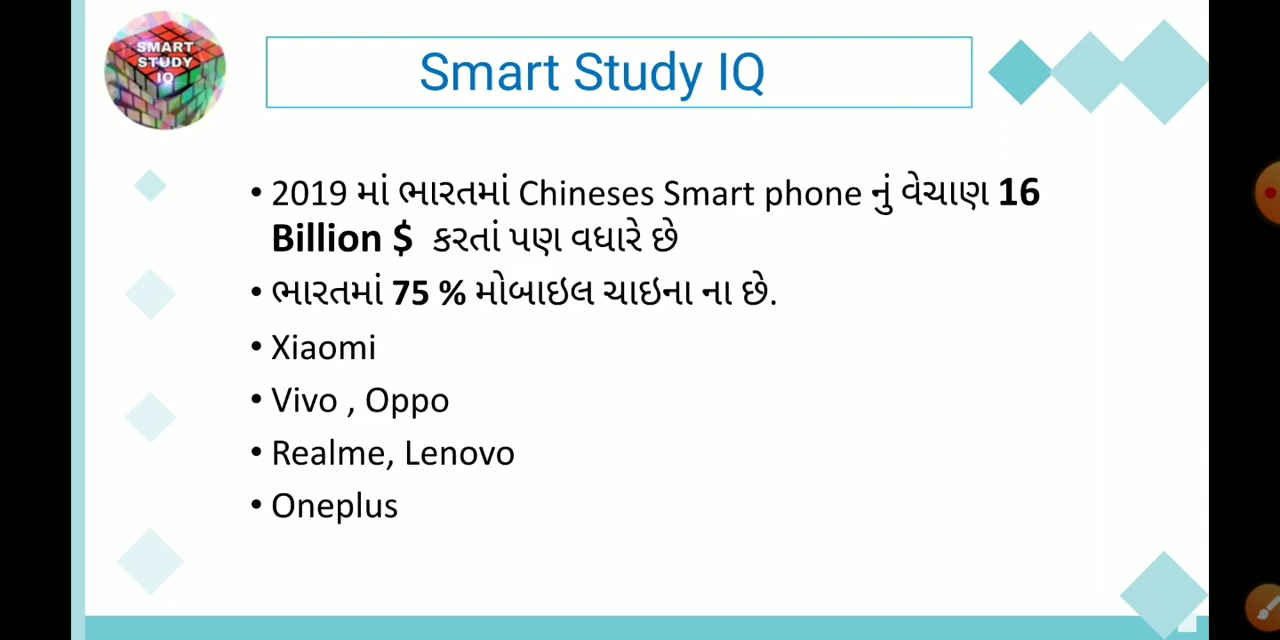 SMART
STUDY
IQ
Smart Study IQ
• 2019 માં ભારતમાં Chineses Smart phone નું વેચાણ 16
Billion $ કરતાં પણ વધારે છે
• ભારતમાં 75 % મોબાઇલ ચાઇના ના છે.
• Xiaomi
• Vivo , Oppo
• Realme, Lenovo
• Oneplus